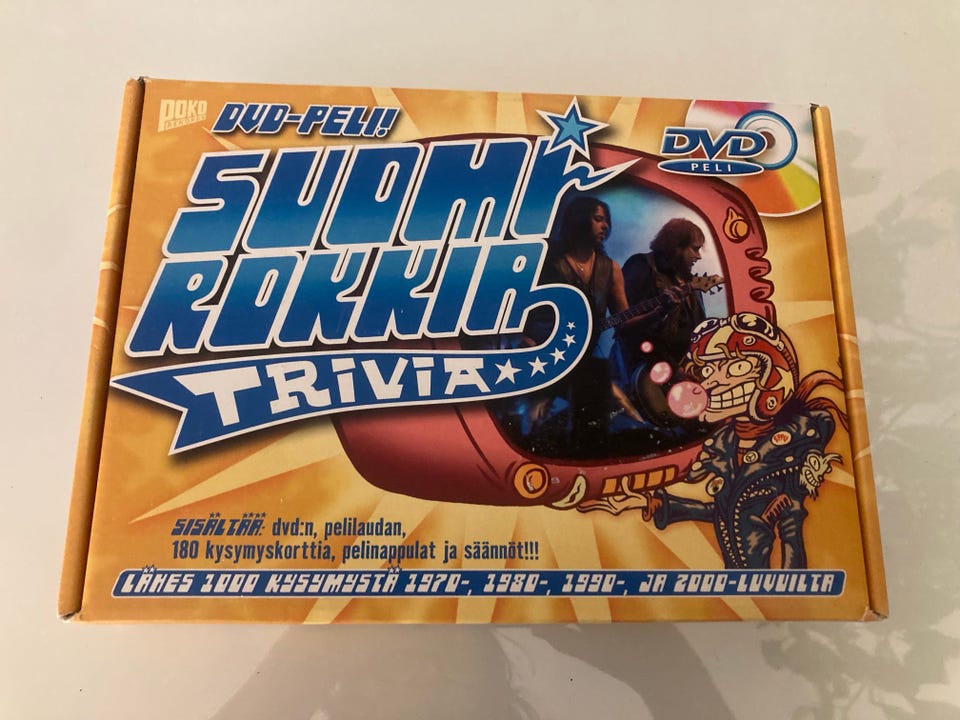 POKO
REKORDS
DVD-PELI!
DVD
PELI
SUOMI
ROKKIA
TRIVIA
SISÄLTÄÄ: dvd:n, pelilaudan,
180 kysymyskorttia, pelinappulat ja säännöt!!!
LÄHES 1000 KYSYMYSTÄ 1970-, 1980-, 1990-, JA 2000-LUVUILTA